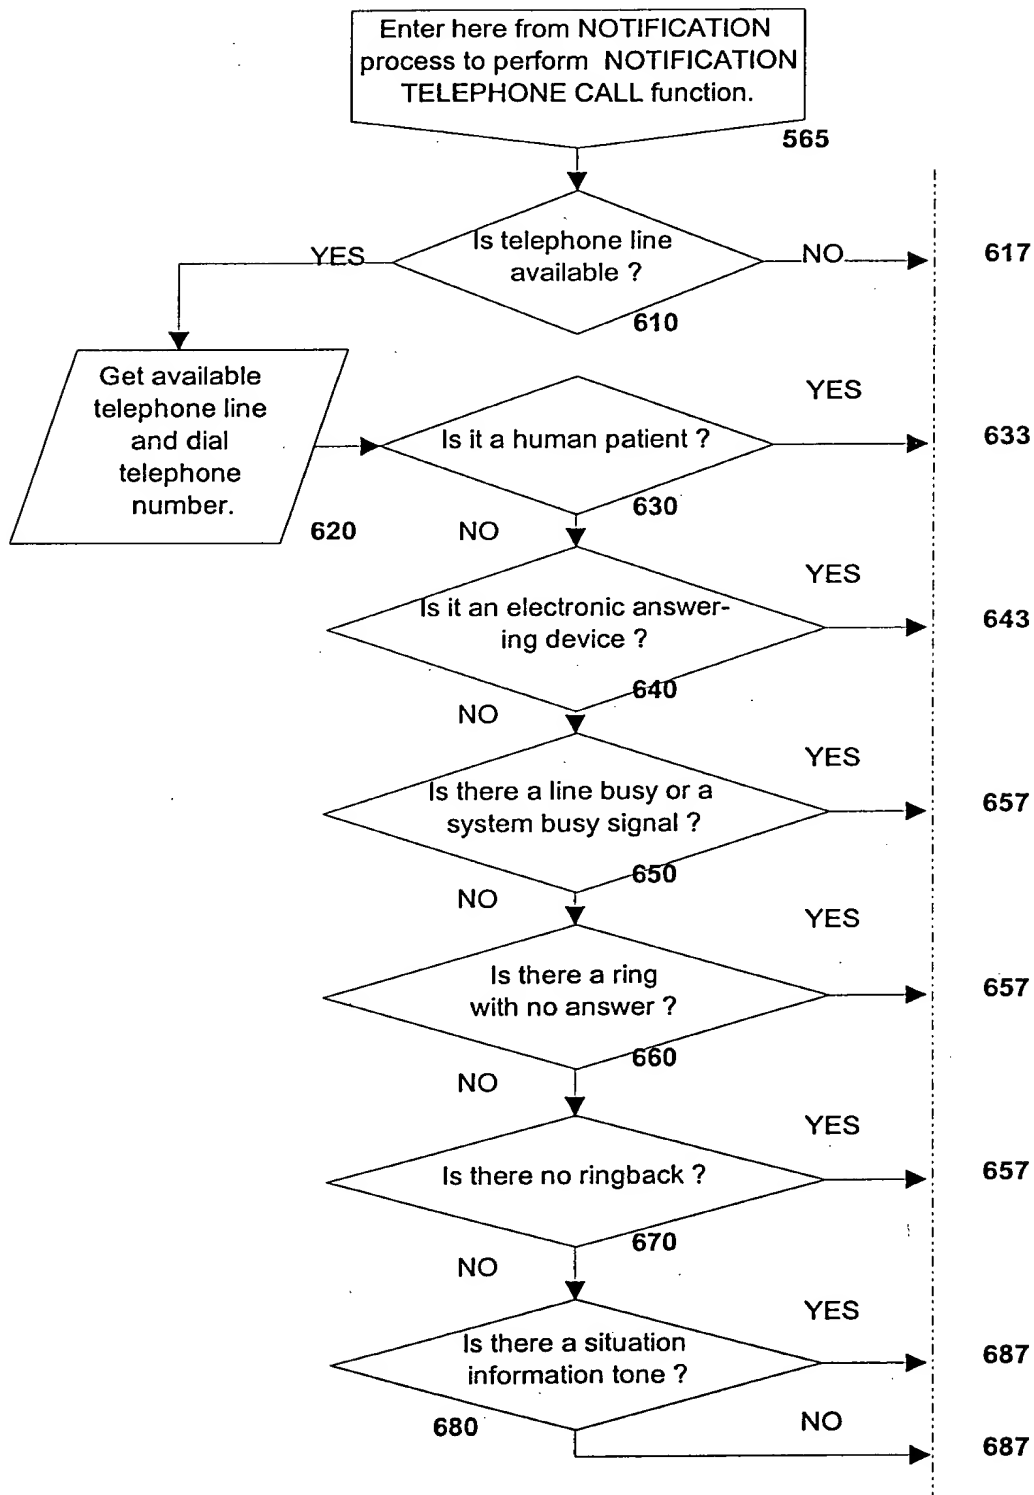 Enter here from NOTIFICATION
process to perform NOTIFICATION
TELEPHONE CALL function.
565
Is telephone line
available ?
YES
NO
617
610
Get available
telephone line
and dial
telephone
number.
620
Is it a human patient ?
YES
633
630
NO
Is it an electronic answer-
ing device ?
YES
643
640
NO
Is there a line busy or a
system busy signal ?
YES
657
650
NO
Is there a ring
with no answer ?
YES
657
660
NO
Is there no ringback ?
YES
657
670
NO
Is there a situation
information tone ?
YES
687
680
NO
687